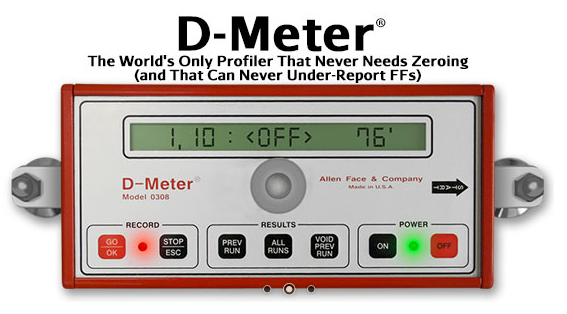 D-Meter®
The World's Only Profiler That Never Needs Zeroing
(and That Can Never Under-Report FFs)
1,10 : <OFF> 76'
D-Meter®
Model 0308
Allen Face & Company
Made in U.S.A.
RECORD
GO
OK
STOP
ESC
RESULTS
PREV
RUN
ALL
RUNS
VOID
PREV
RUN
POWER
ON
OFF